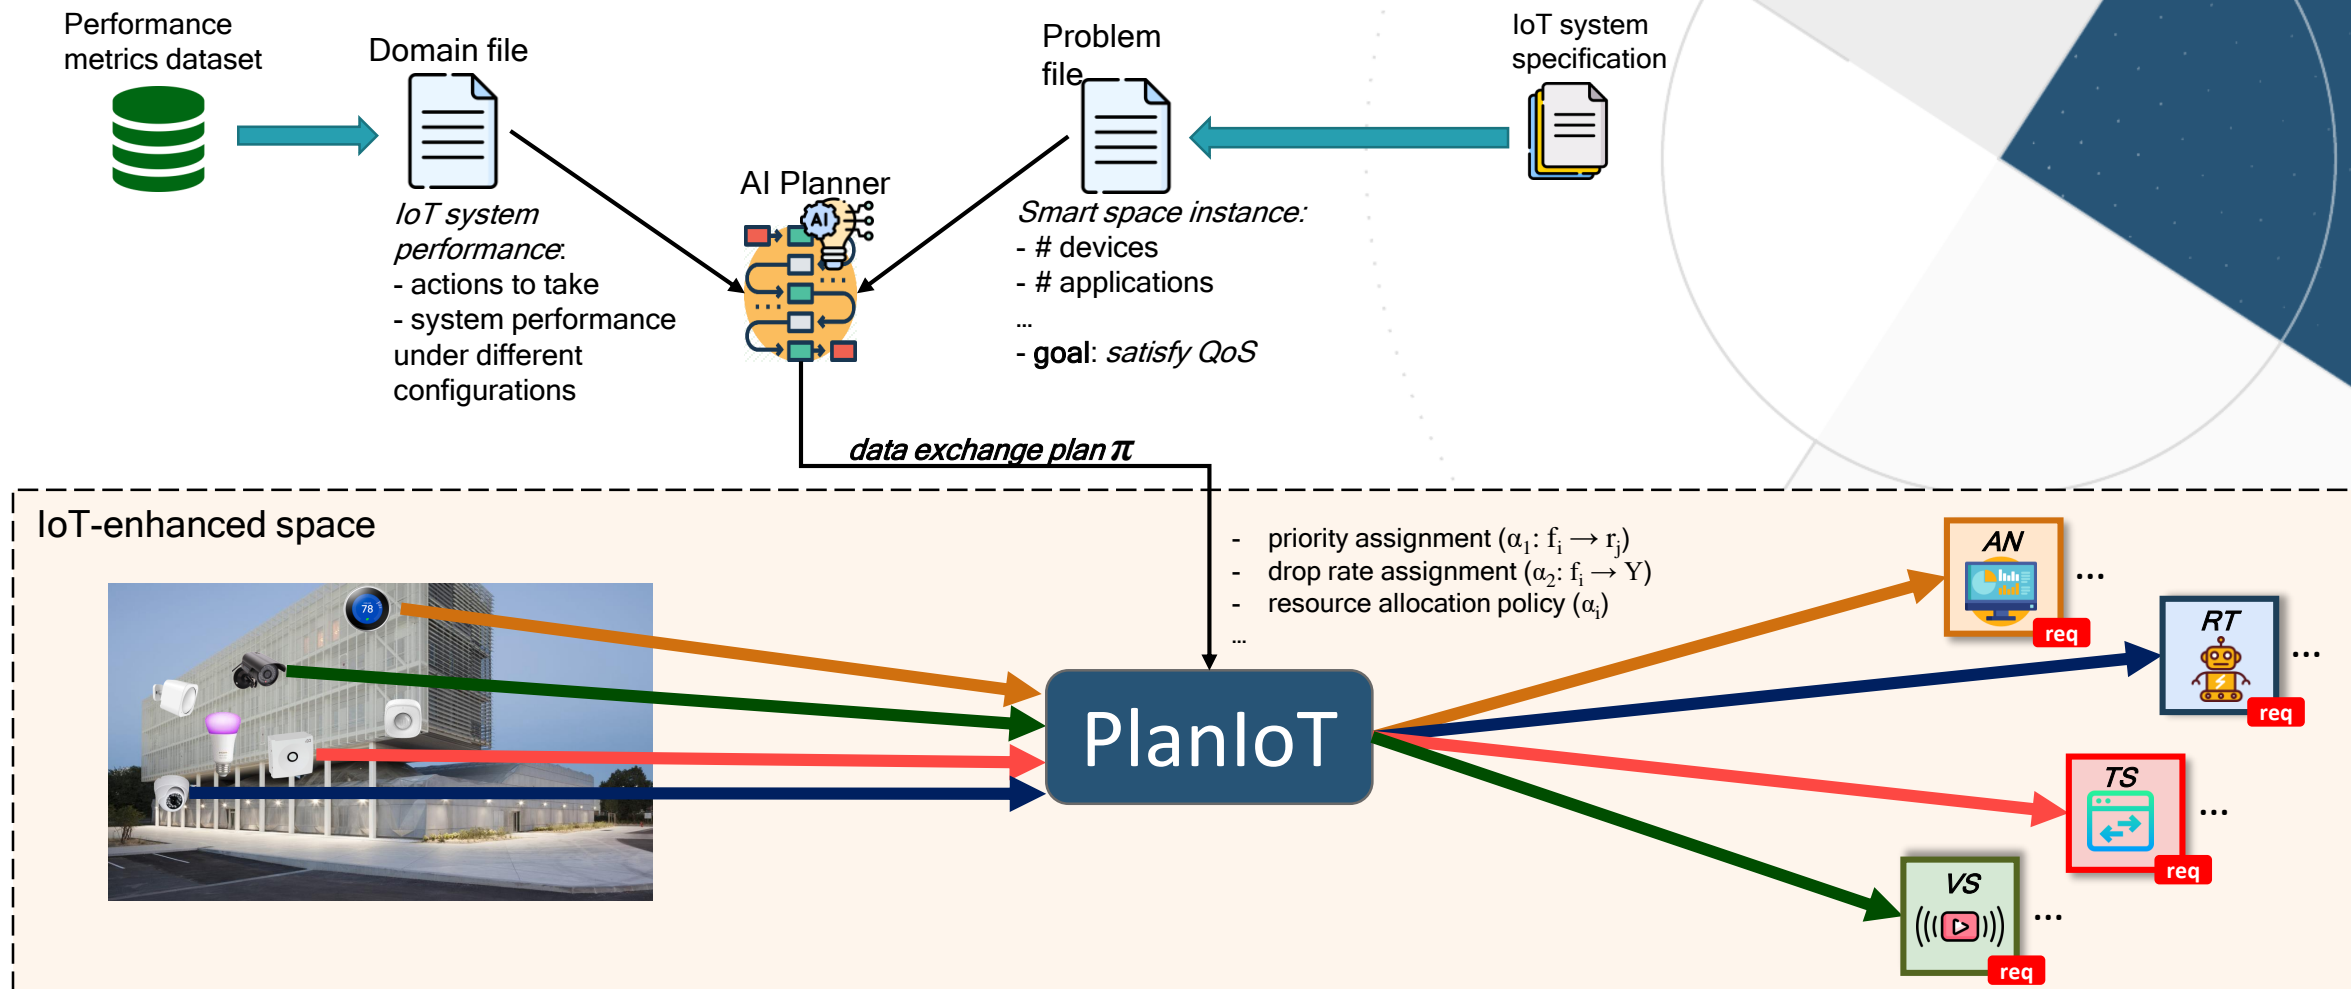 Performance
metrics dataset
Domain file
Problem
file
IoT system
specification
AI Planner
AI
IoT system
performance:
- actions to take
- system performance
under different
configurations
Smart space instance:
- # devices
- # applications
...
- goal: satisfy QoS
data exchange plan π
IoT-enhanced space
- priority assignment (α₁: fᵢ → rⱼ)
- drop rate assignment (α₂: fᵢ → Y)
- resource allocation policy (αᵢ)
...
78
PlanIoT
AN
...
req
RT
...
req
TS
...
req
VS
...
req